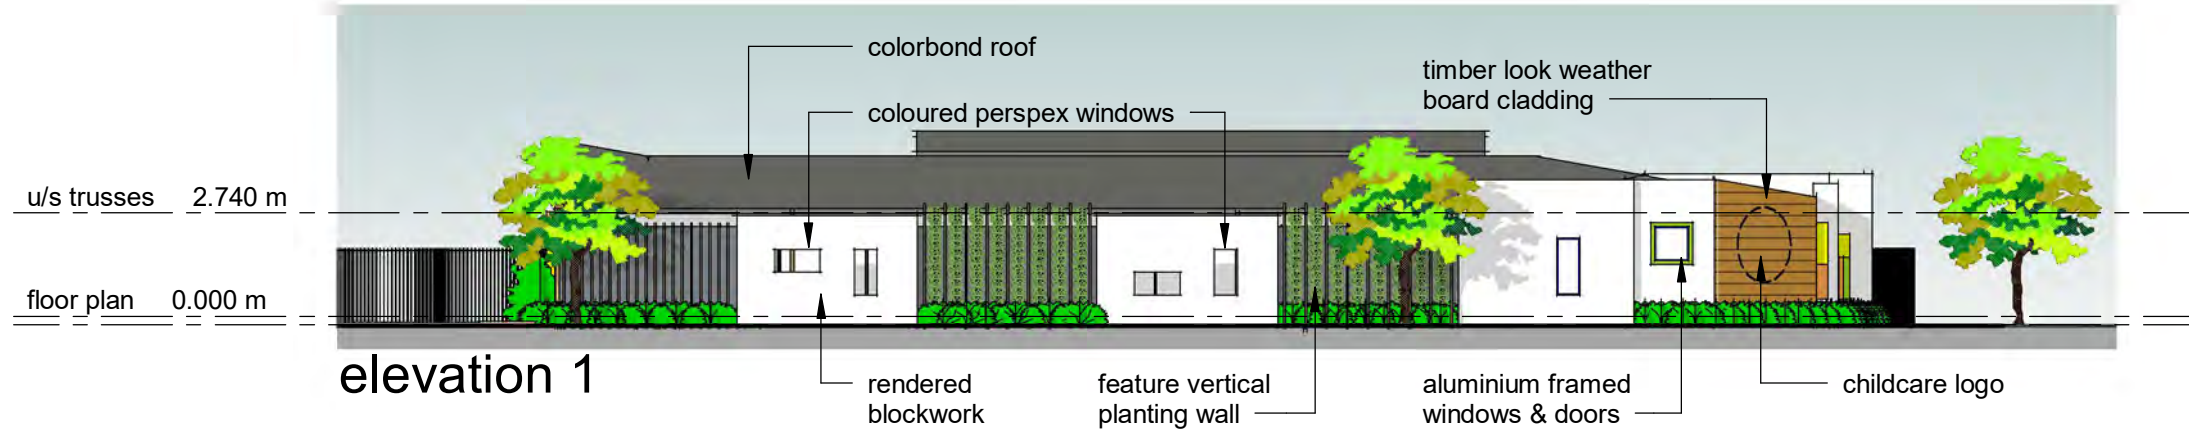 colorbond roof
coloured perspex windows
timber look weather
board cladding
u/s trusses 2.740 m
floor plan 0.000 m
elevation 1
rendered
blockwork
feature vertical
planting wall
aluminium framed
windows & doors
childcare logo